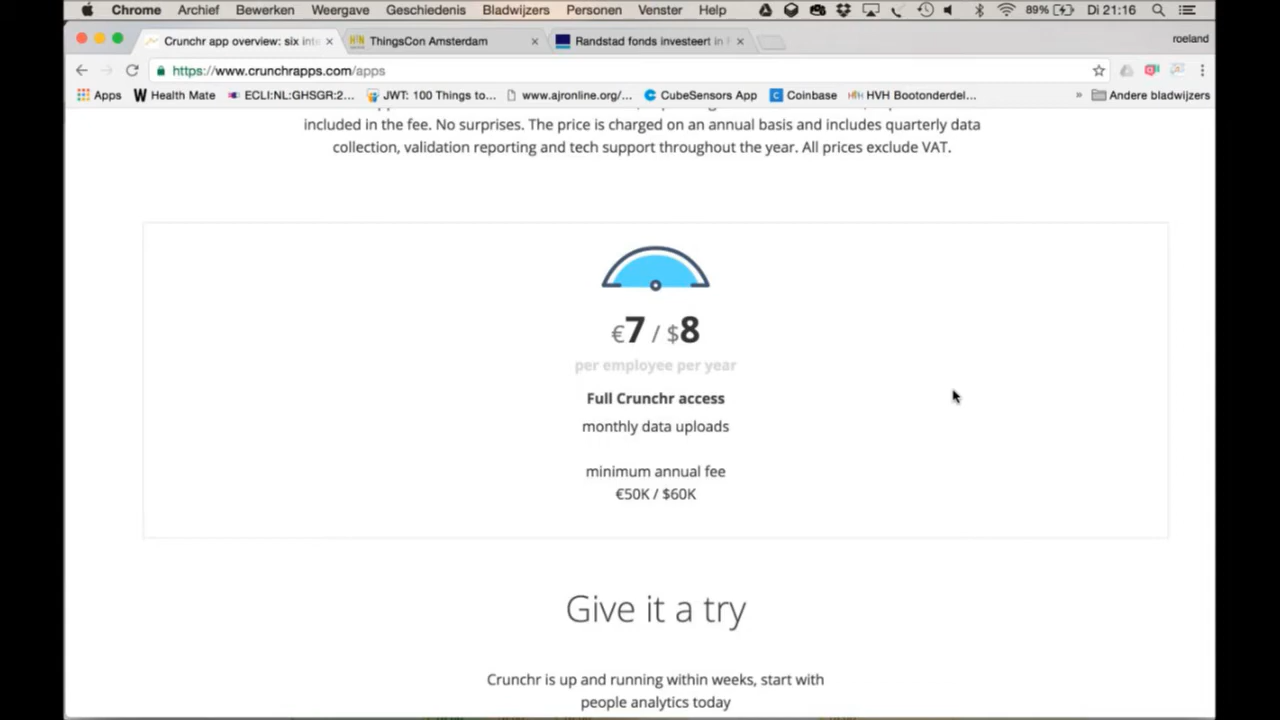 Chrome Archief Bewerken Weergave Geschiedenis Bladwijzers Personen Venster Help 89% Di 21:16
Crunchr app overview: six inte ThingsCon Amsterdam Randstad fonds investeert in roeland
https://www.crunchrapps.com/apps
Apps Health Mate ECLI:NL:GHSGR:2... JWT: 100 Things to... www.ajronline.org/... CubeSensors App Coinbase HVH Bootonderdel... » Andere bladwijzers
included in the fee. No surprises. The price is charged on an annual basis and includes quarterly data
collection, validation reporting and tech support throughout the year. All prices exclude VAT.
€7 / $8
per employee per year
Full Crunchr access
monthly data uploads
minimum annual fee
€50K / $60K
Give it a try
Crunchr is up and running within weeks, start with
people analytics today